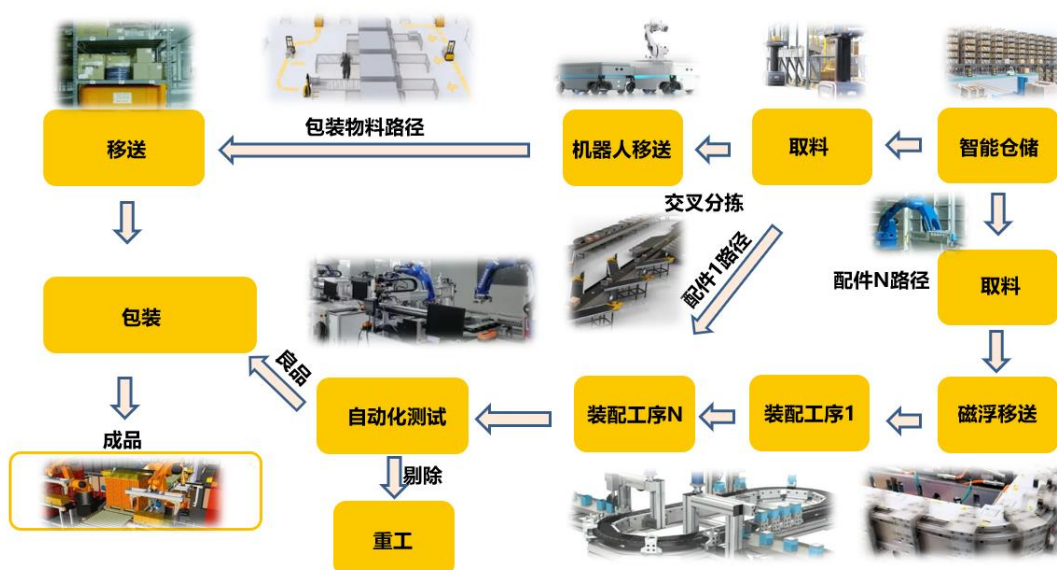 包装物料路径
移送
机器人移送
取料
智能仓储
交叉分拣
配件1路径
配件N路径
取料
包装
良品
自动化测试
装配工序N
装配工序1
磁浮移送
成品
剔除
重工